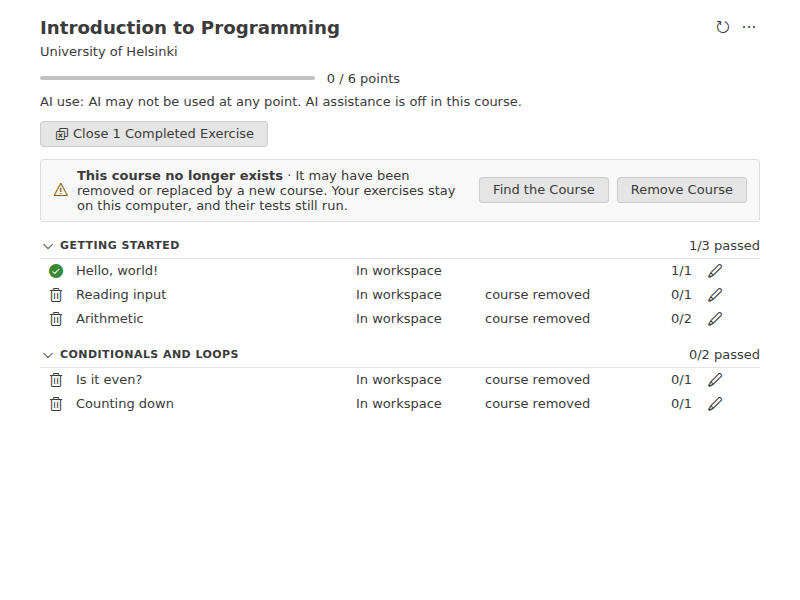 Introduction to Programming
University of Helsinki
0 / 6 points
AI use: AI may not be used at any point. AI assistance is off in this course.
Close 1 Completed Exercise
This course no longer exists · It may have been
removed or replaced by a new course. Your exercises stay
on this computer, and their tests still run.
Find the Course
Remove Course
GETTING STARTED 1/3 passed
Hello, world! In workspace 1/1
Reading input In workspace course removed 0/1
Arithmetic In workspace course removed 0/2
CONDITIONALS AND LOOPS 0/2 passed
Is it even? In workspace course removed 0/1
Counting down In workspace course removed 0/1